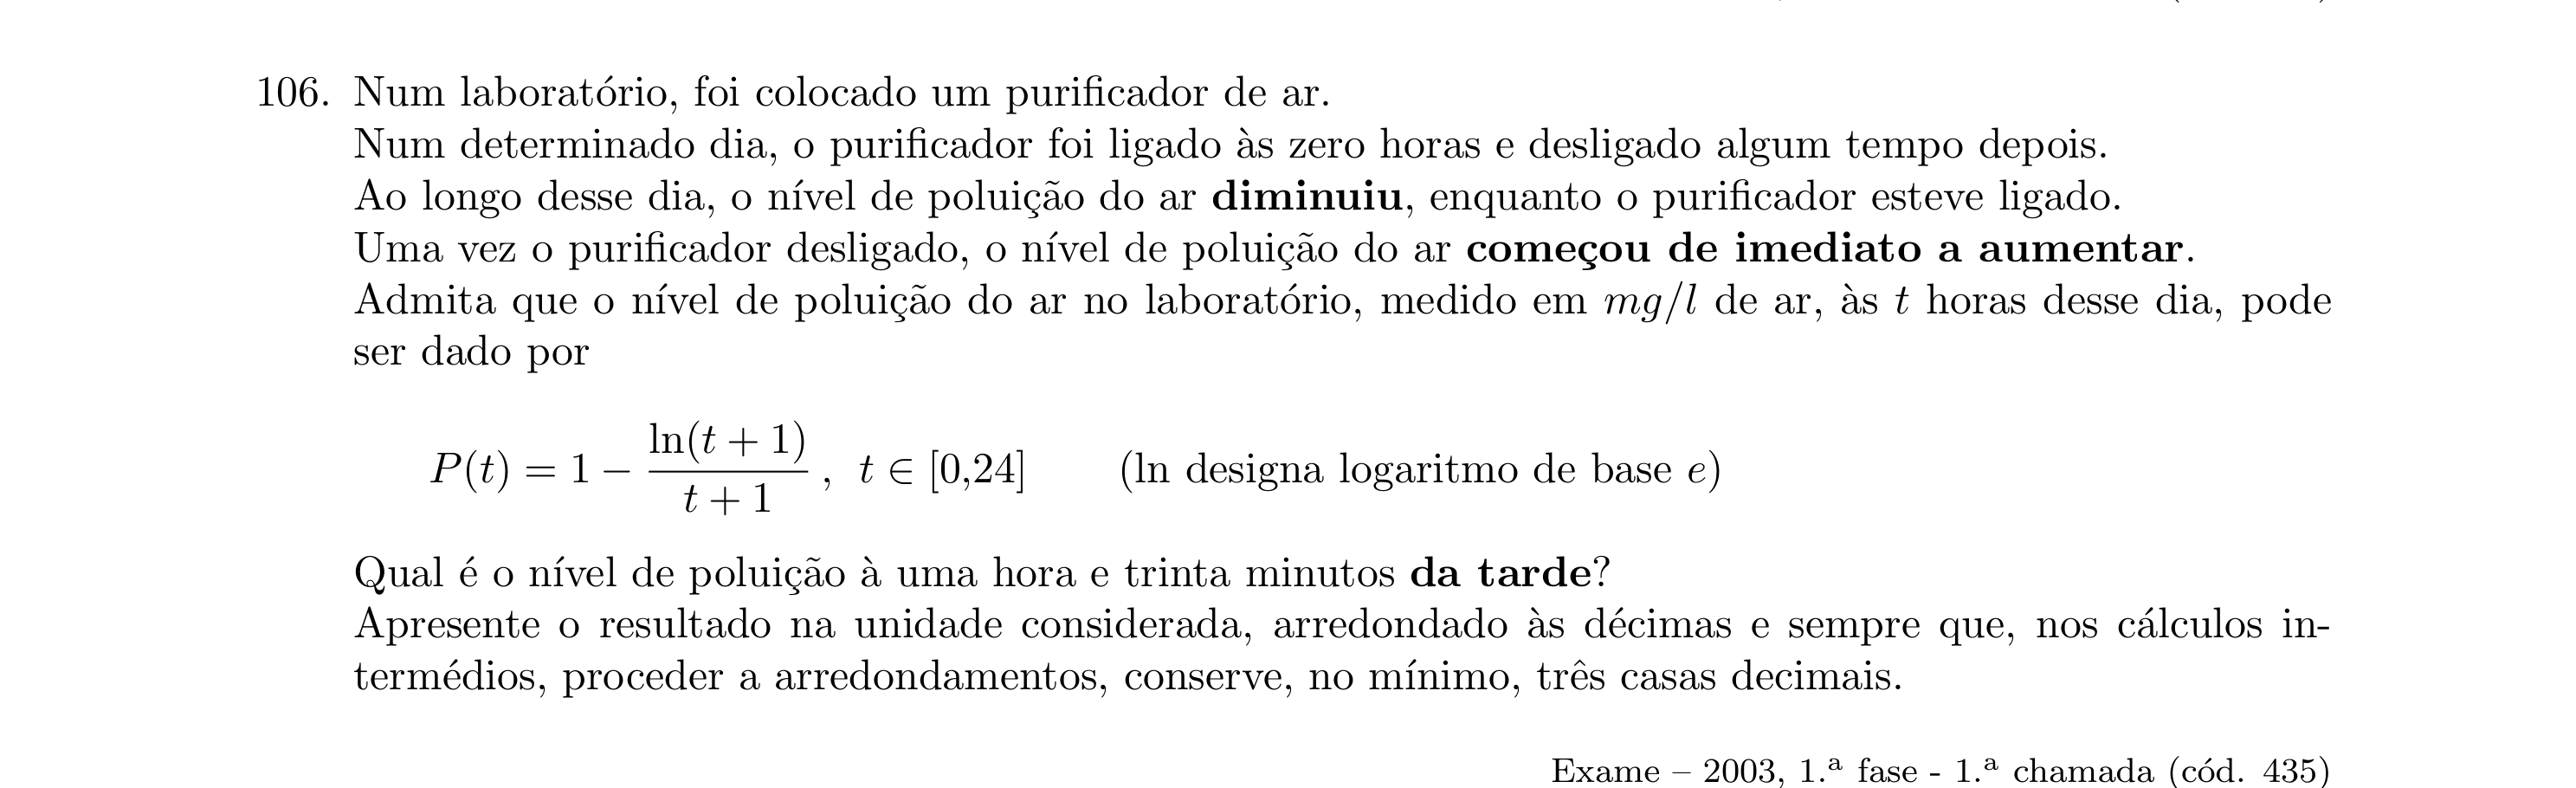 106. Num laboratório, foi colocado um purificador de ar.
Num determinado dia, o purificador foi ligado às zero horas e desligado algum tempo depois.
Ao longo desse dia, o nível de poluição do ar diminuiu, enquanto o purificador esteve ligado.
Uma vez o purificador desligado, o nível de poluição do ar começou de imediato a aumentar.
Admita que o nível de poluição do ar no laboratório, medido em mg/l de ar, às t horas desse dia, pode
ser dado por
P(t) = 1 − ln(t + 1)/(t + 1) , t ∈ [0,24] (ln designa logaritmo de base e)
Qual é o nível de poluição à uma hora e trinta minutos da tarde?
Apresente o resultado na unidade considerada, arredondado às décimas e sempre que, nos cálculos in-
termédios, proceder a arredondamentos, conserve, no mínimo, três casas decimais.
Exame – 2003, 1.ª fase - 1.ª chamada (cód. 435)